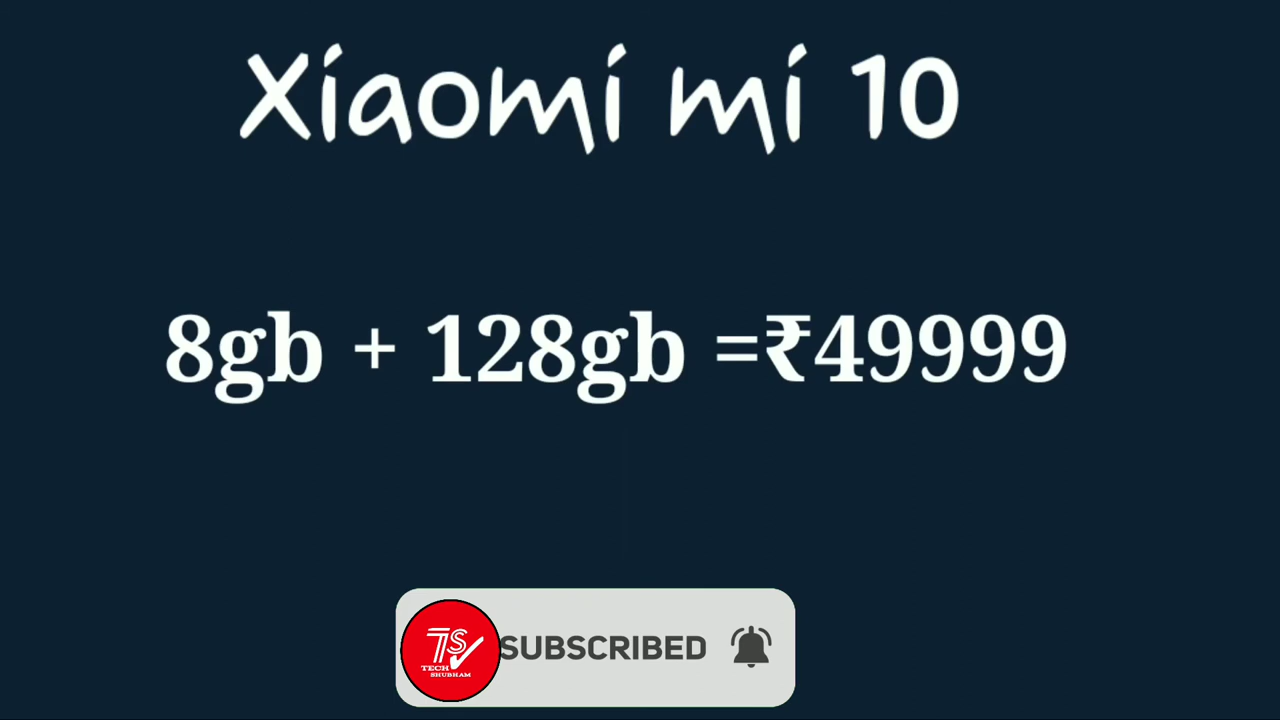 Xiaomi mi 10
8gb + 128gb =₹49999
SUBSCRIBED
TS
TECH
SHUBHAM